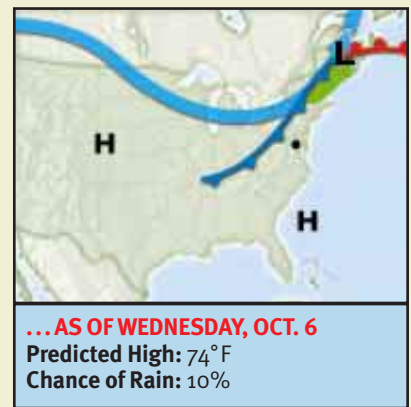 L
H
H
...AS OF WEDNESDAY, OCT. 6
Predicted High: 74°F
Chance of Rain: 10%